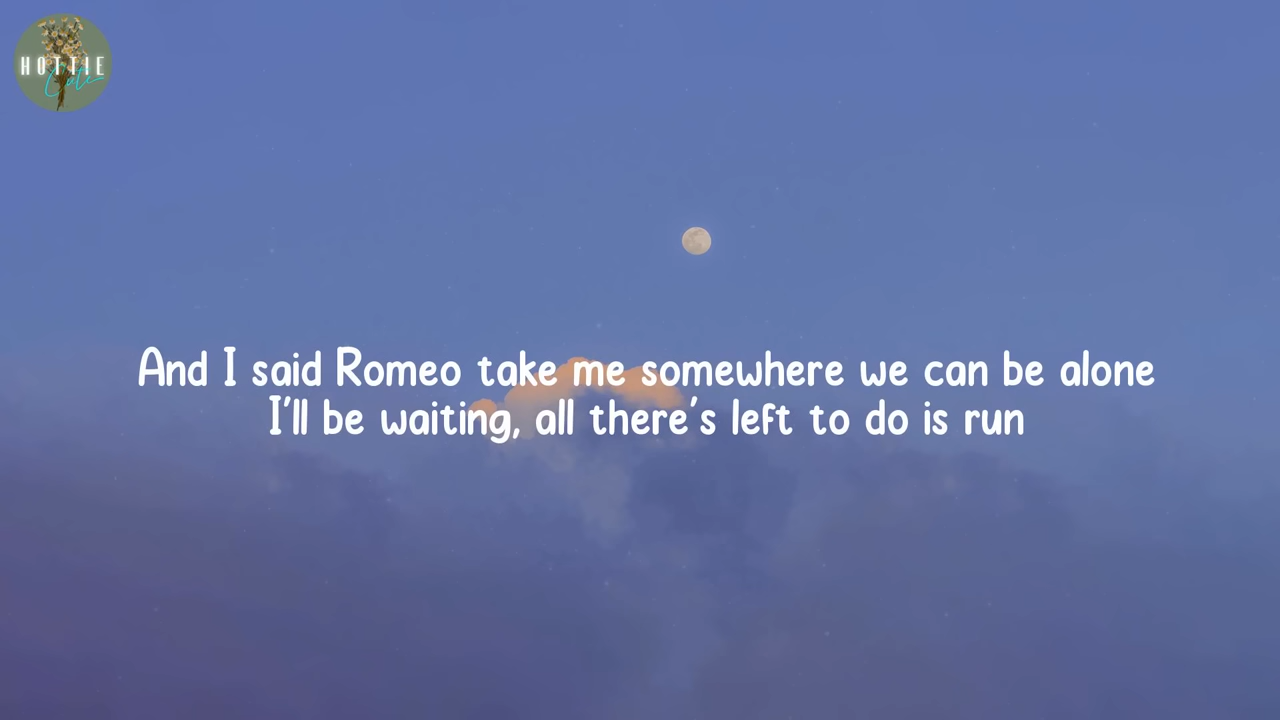 HOTTIE
Cute
And I said Romeo take me somewhere we can be alone
I'll be waiting, all there's left to do is run